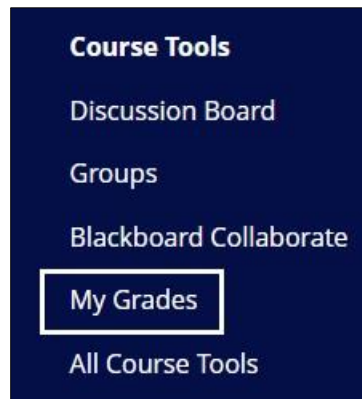 Course Tools
Discussion Board
Groups
Blackboard Collaborate
My Grades
All Course Tools